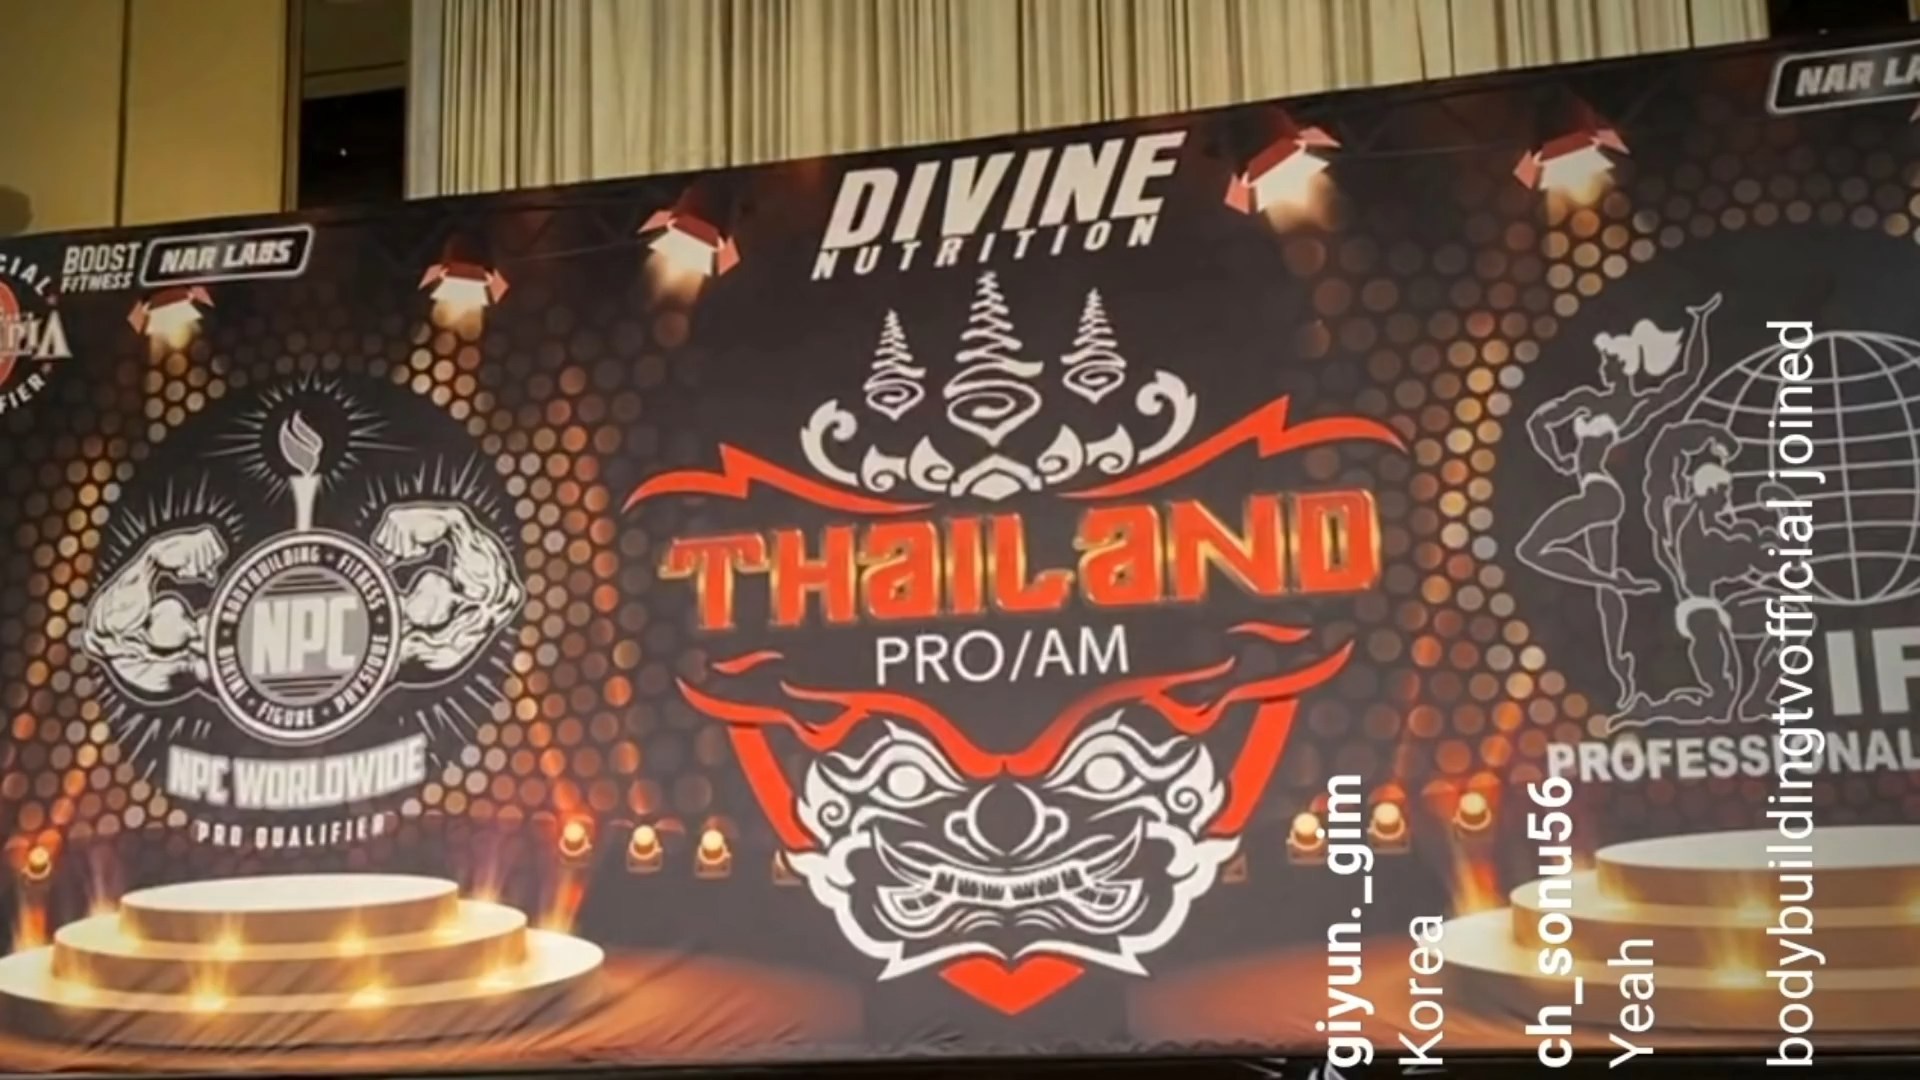 BOOST
FITNESS
NAR LABS
DIVINE
NUTRITION
THAILAND
PRO/AM
BODYBUILDING • FITNESS
NPC
BIKINI • FIGURE • PHYSIQUE
NPC WORLDWIDE
PRO QUALIFIER
NAR LA
IF
PROFESSIONAL
giyun._gim
Korea
ch_sonu56
Yeah
bodybuildingtvofficial joined